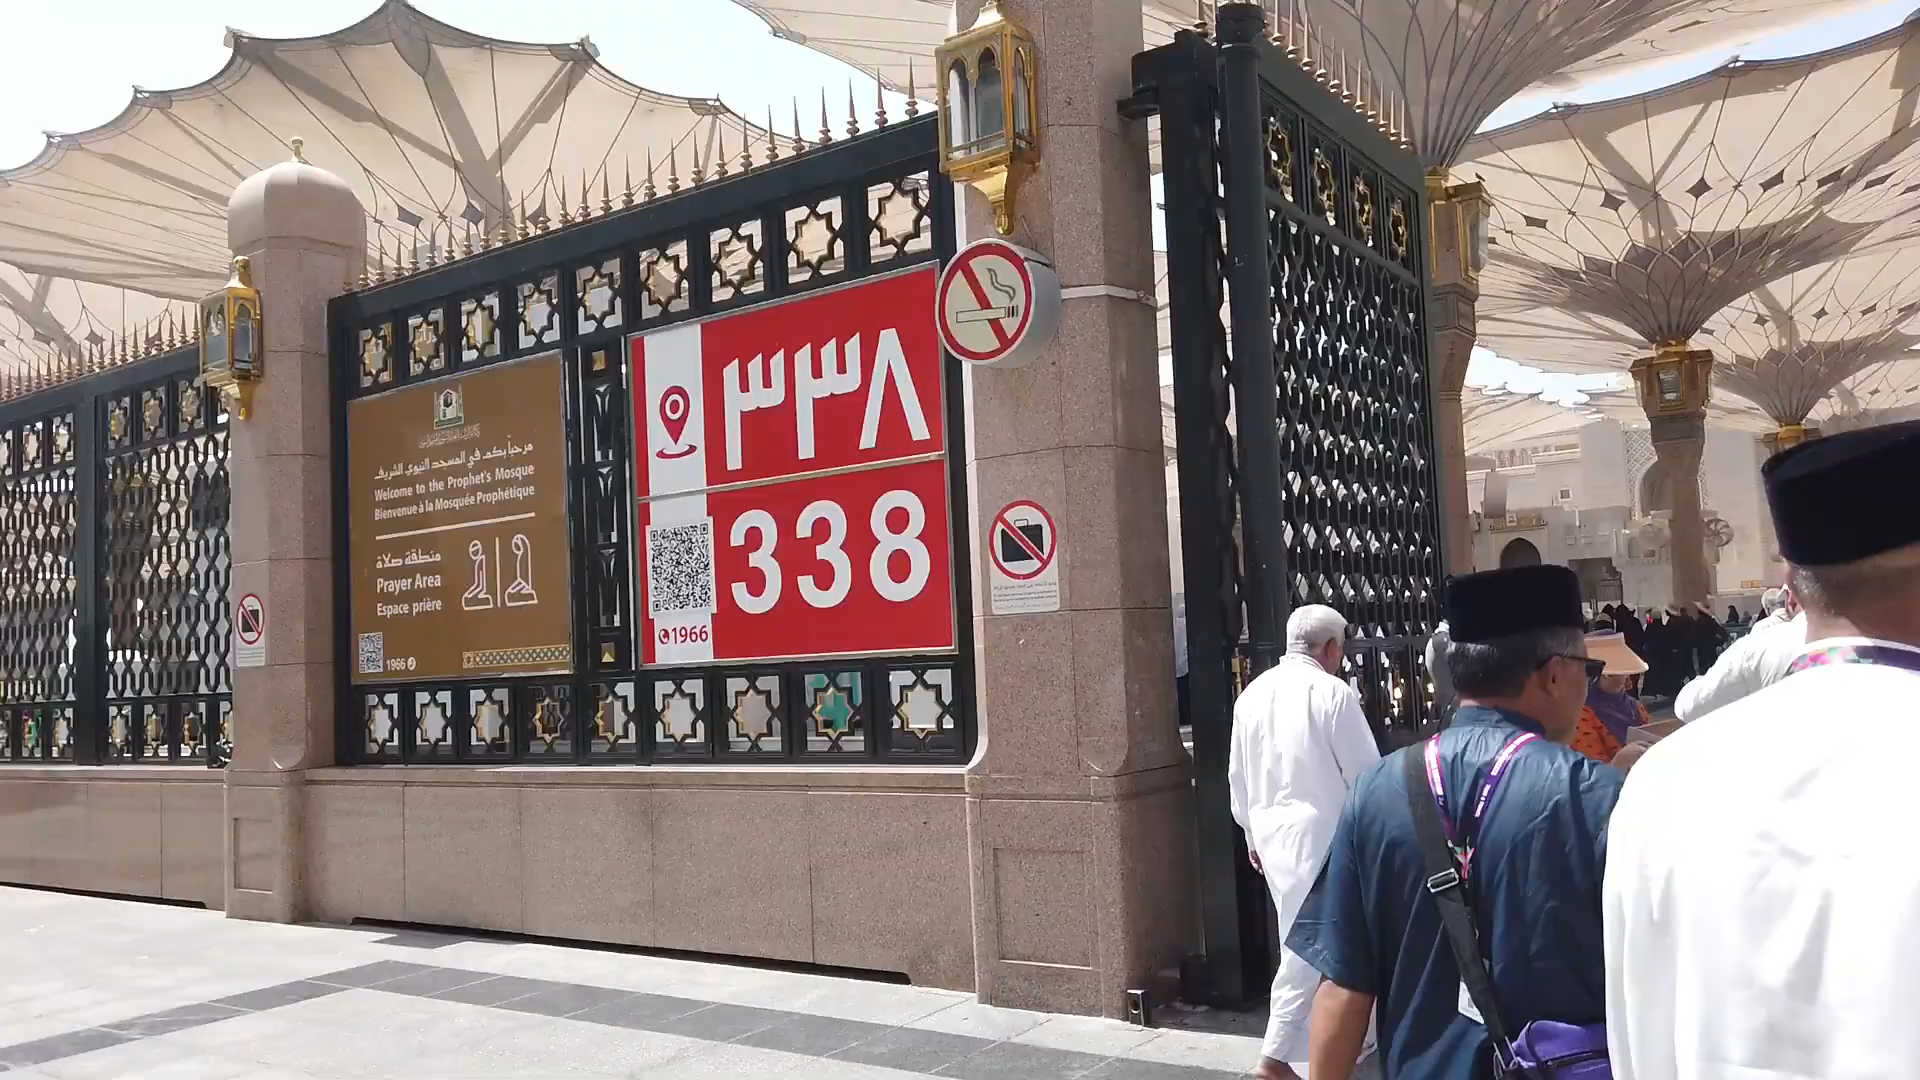 مرحباً بكم في المسجد النبوي الشريف
Welcome to the Prophet's Mosque
Bienvenue à la Mosquée Prophétique
منطقة صلاة
Prayer Area
Espace prière
1966
٣٣٨
338
1966